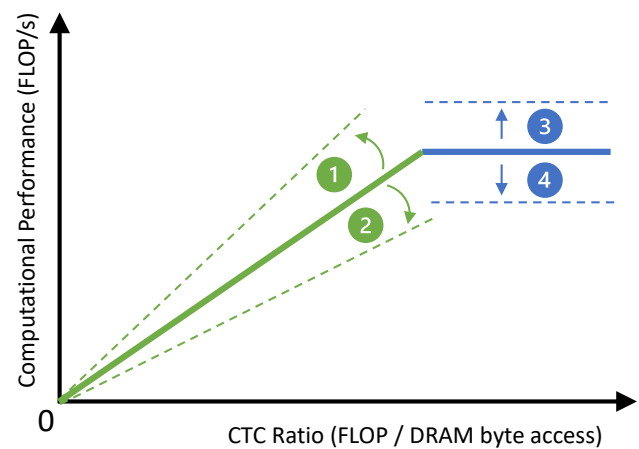 Computational Performance (FLOP/s)
3
1
4
2
0
CTC Ratio (FLOP / DRAM byte access)